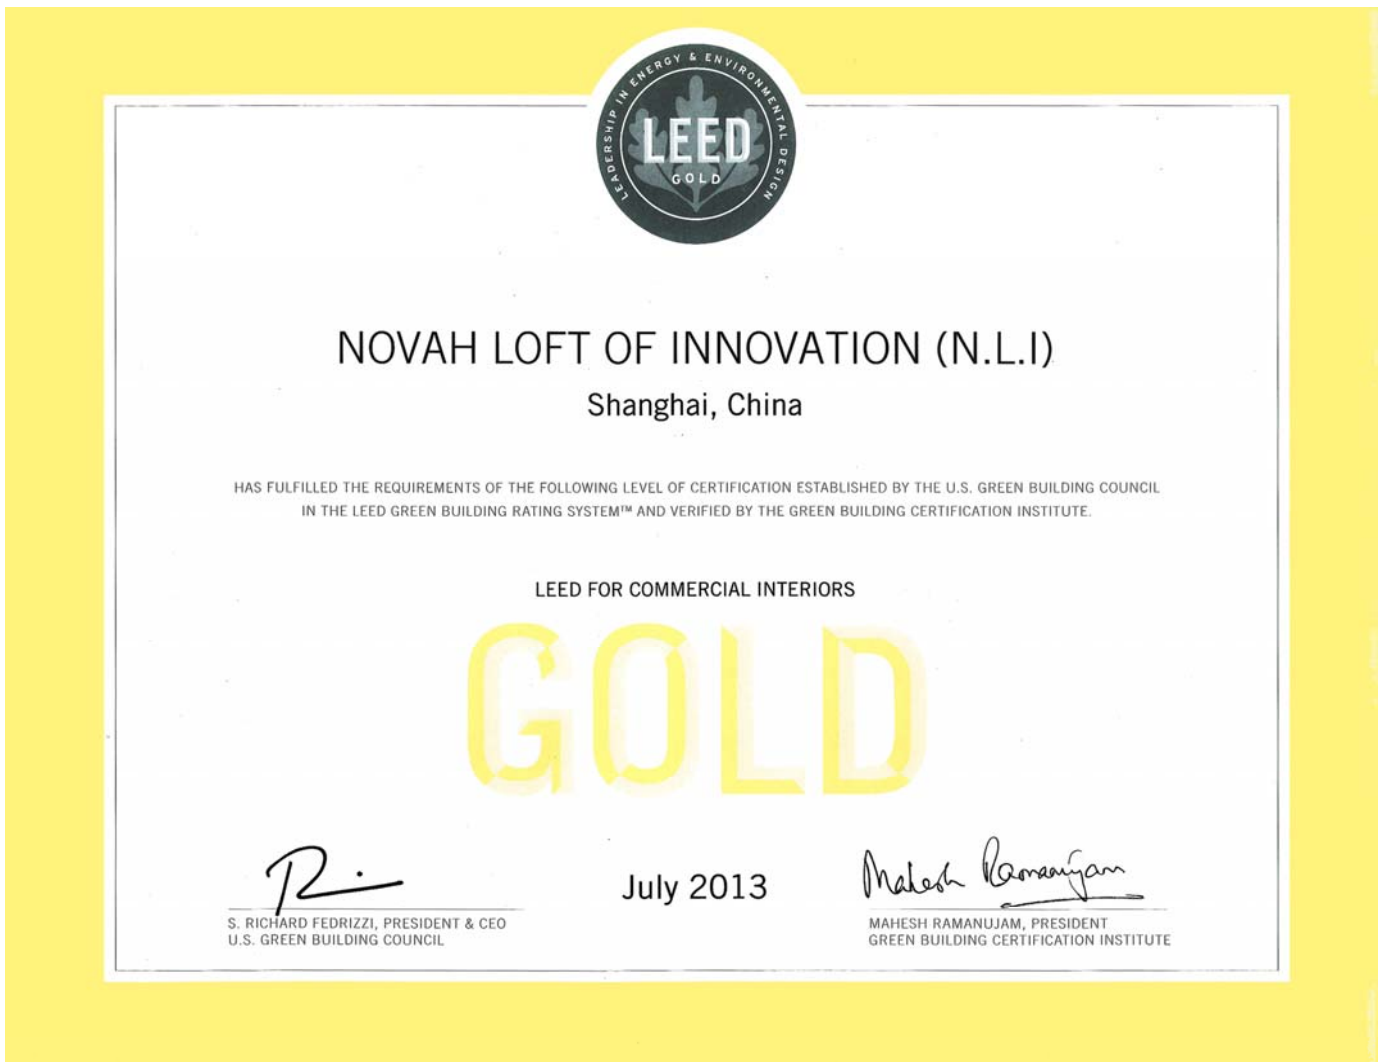 LEADERSHIP IN ENERGY & ENVIRONMENTAL DESIGN
LEED
GOLD
NOVAH LOFT OF INNOVATION (N.L.I)
Shanghai, China
HAS FULFILLED THE REQUIREMENTS OF THE FOLLOWING LEVEL OF CERTIFICATION ESTABLISHED BY THE U.S. GREEN BUILDING COUNCIL
IN THE LEED GREEN BUILDING RATING SYSTEM™ AND VERIFIED BY THE GREEN BUILDING CERTIFICATION INSTITUTE.
LEED FOR COMMERCIAL INTERIORS
GOLD
July 2013
Mahesh Ramanujam
S. RICHARD FEDRIZZI, PRESIDENT & CEO
U.S. GREEN BUILDING COUNCIL
MAHESH RAMANUJAM, PRESIDENT
GREEN BUILDING CERTIFICATION INSTITUTE